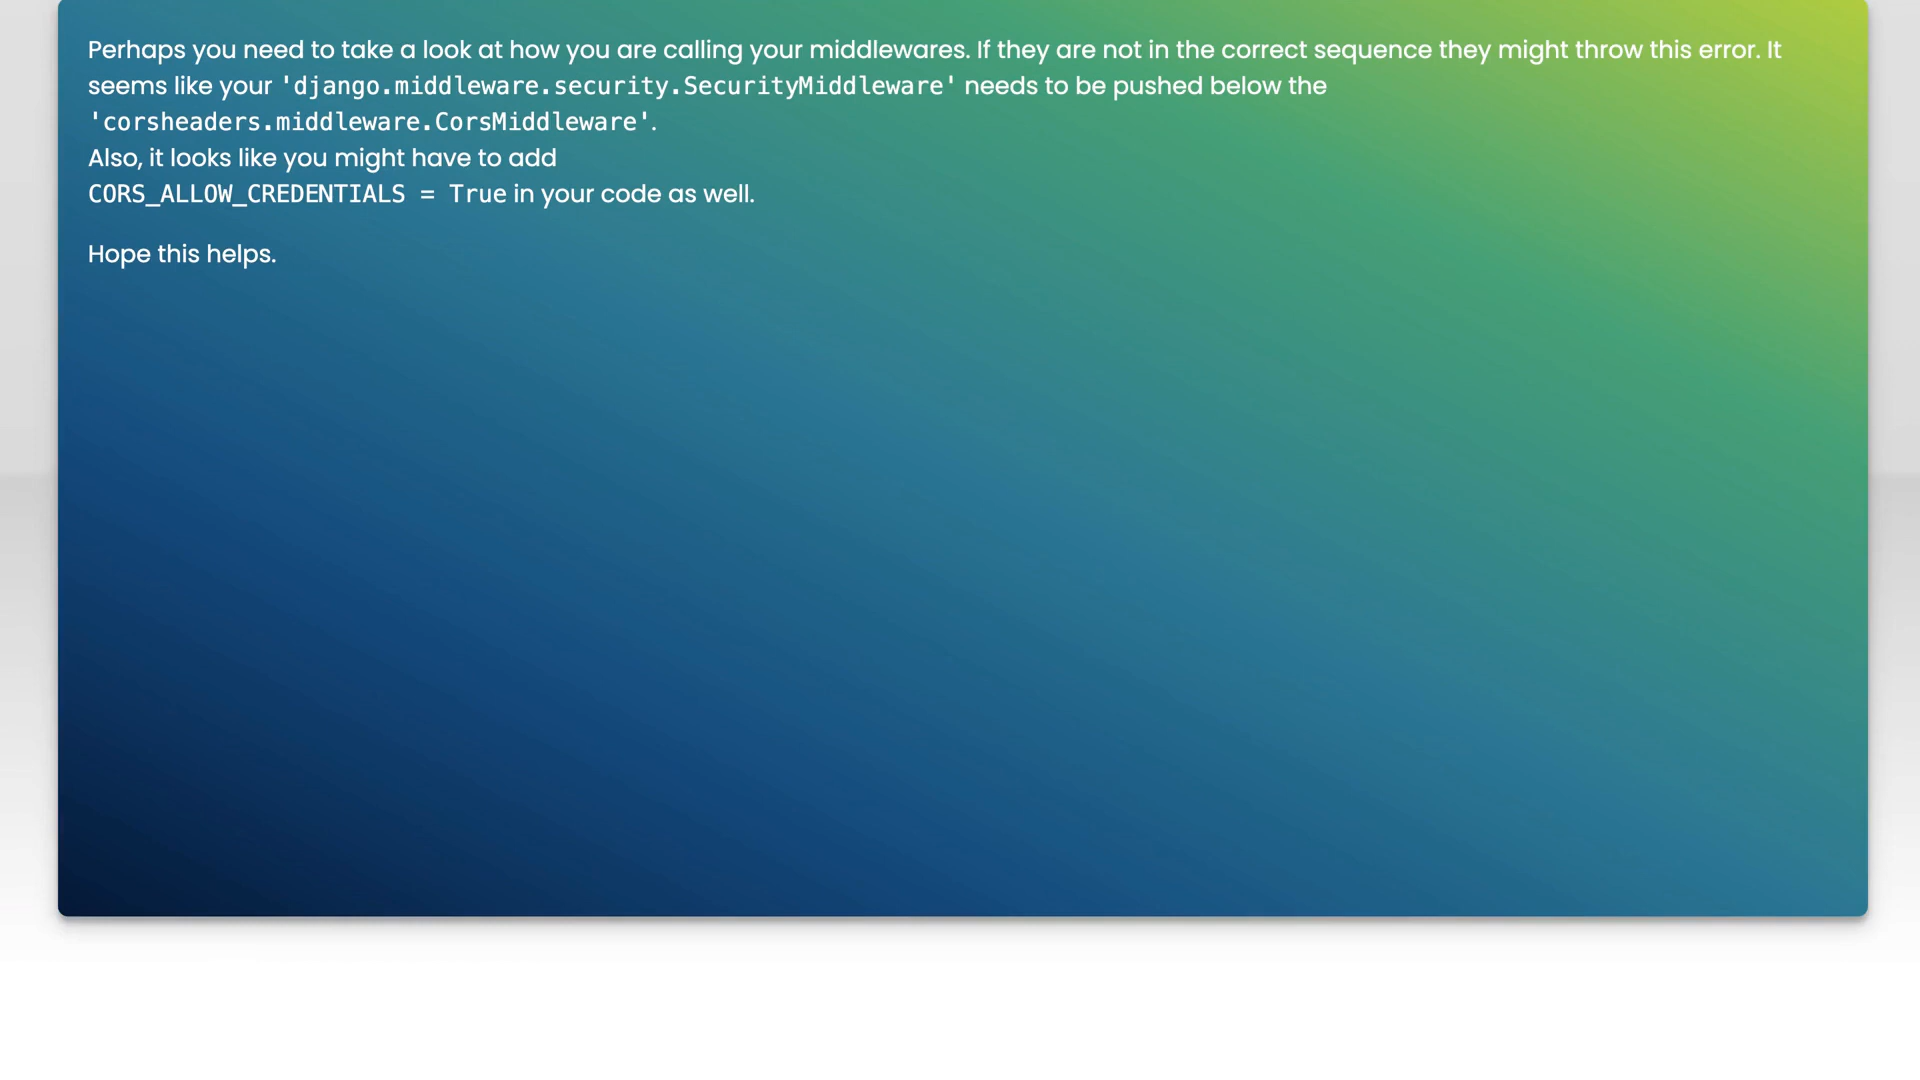 Perhaps you need to take a look at how you are calling your middlewares. If they are not in the correct sequence they might throw this error. It
seems like your 'django.middleware.security.SecurityMiddleware' needs to be pushed below the
'corsheaders.middleware.CorsMiddleware'.
Also, it looks like you might have to add
CORS_ALLOW_CREDENTIALS = True in your code as well.
Hope this helps.